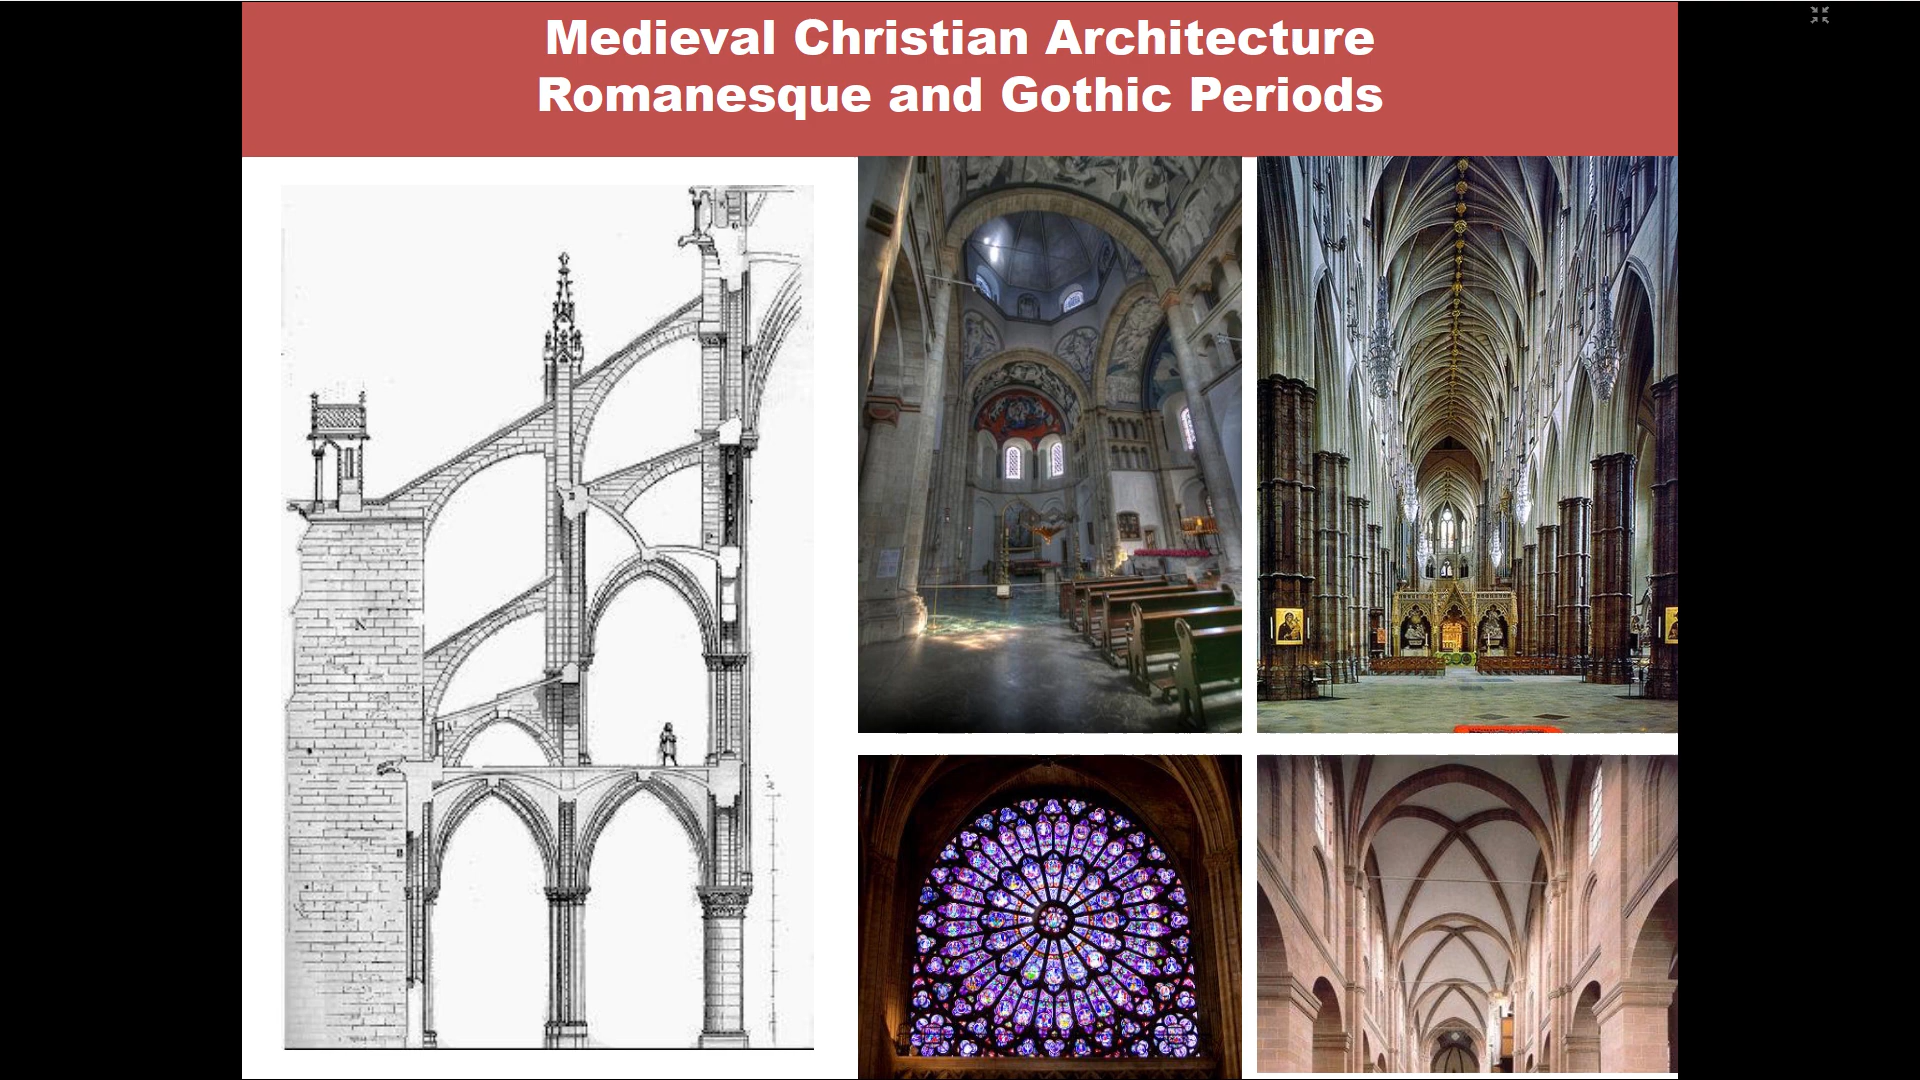 Medieval Christian Architecture
Romanesque and Gothic Periods
N